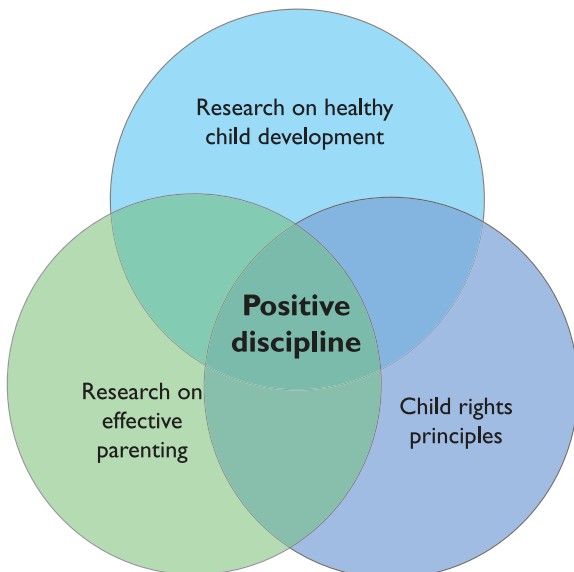 Research on healthy
child development
Positive
discipline
Research on
effective
parenting
Child rights
principles